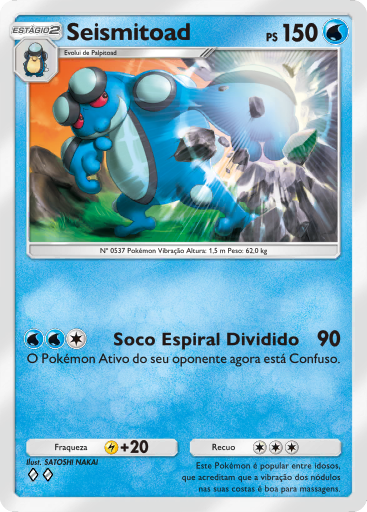 ESTÁGIO2
Seismitoad
PS 150
Evolui de Palpitoad
Nº 0537 Pokémon Vibração Altura: 1,5 m Peso: 62,0 kg
Soco Espiral Dividido 90
O Pokémon Ativo do seu oponente agora está Confuso.
Fraqueza +20
Recuo
Ilust. SATOSHI NAKAI
Este Pokémon é popular entre idosos,
que acreditam que a vibração dos nódulos
nas suas costas é boa para massagens.